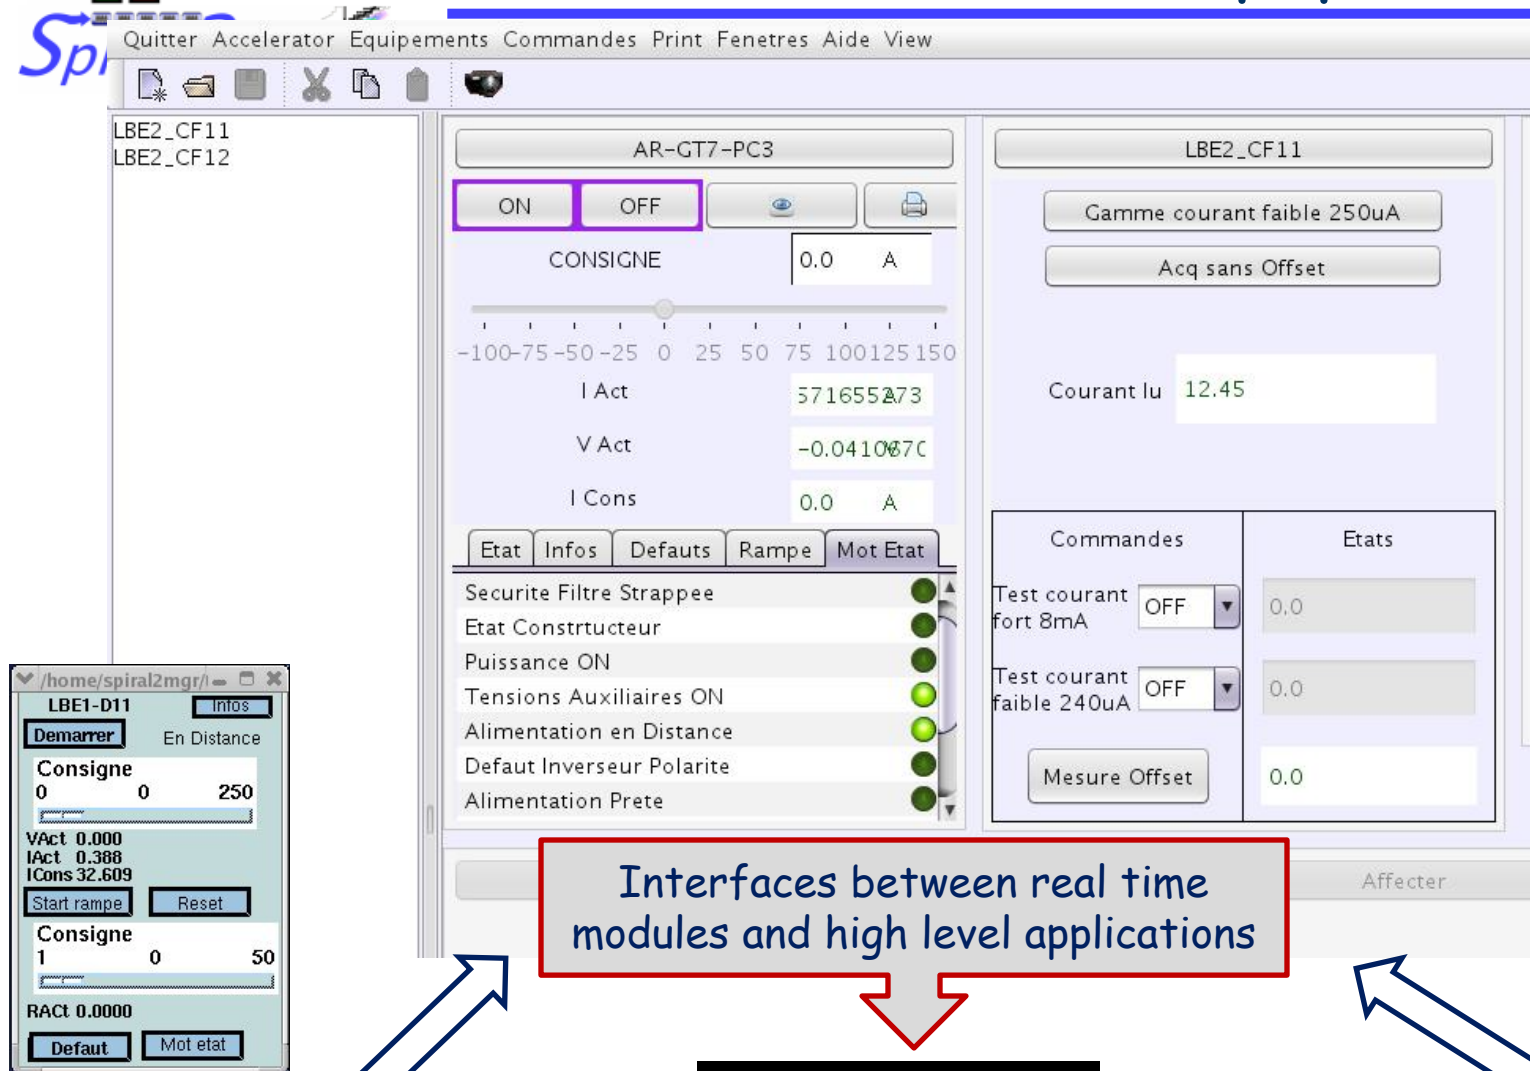 Quitter Accelerator Equipements Commandes Print Fenetres Aide View
LBE2_CF11
LBE2_CF12
AR-GT7-PC3
ON OFF
CONSIGNE 0.0 A
-100 -75 -50 -25 0 25 50 75 100 125 150
I Act
V Act
I Cons 0.0 A
Etat Infos Defauts Rampe Mot Etat
Securite Filtre Strappee
Etat Constrtucteur
Puissance ON
Tensions Auxiliaires ON
Alimentation en Distance
Defaut Inverseur Polarite
Alimentation Prete
LBE2_CF11
Gamme courant faible 250uA
Acq sans Offset
Courant lu 12.45
Commandes Etats
Test courant fort 8mA OFF 0.0
Test courant faible 240uA OFF 0.0
Mesure Offset 0.0
Affecter
/home/spiral2mgr/
LBE1-D11 Infos
Demarrer En Distance
Consigne
0 0 250
VAct 0.000
IAct 0.388
ICons 32.609
Start rampe Reset
Consigne
1 0 50
RACt 0.0000
Defaut Mot etat
Interfaces between real time
modules and high level applications